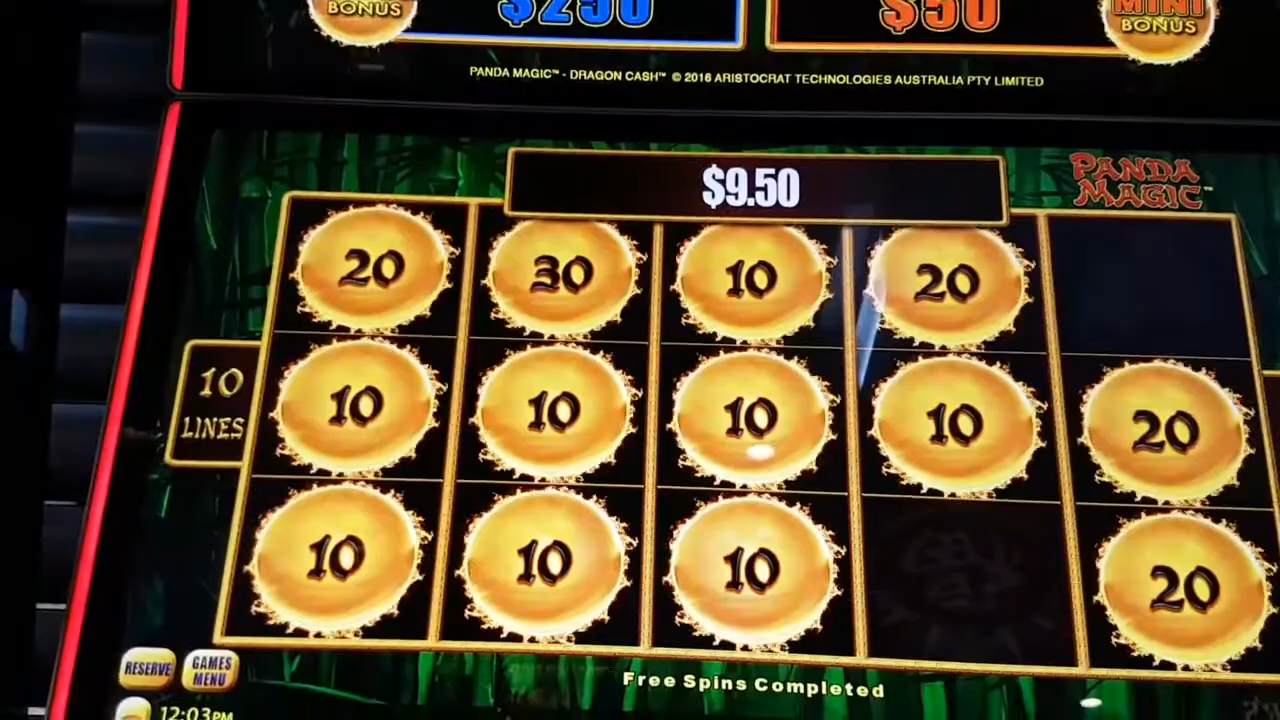 BONUS
$250
$50
MINI
BONUS
PANDA MAGIC™ - DRAGON CASH™ © 2016 ARISTOCRAT TECHNOLOGIES AUSTRALIA PTY LIMITED
$9.50
PANDA
MAGIC™
20 30 10 20
10
LINES
10 10 10 10 20
10 10 10 20
RESERVE
GAMES
MENU
Free Spins Completed
12:03PM